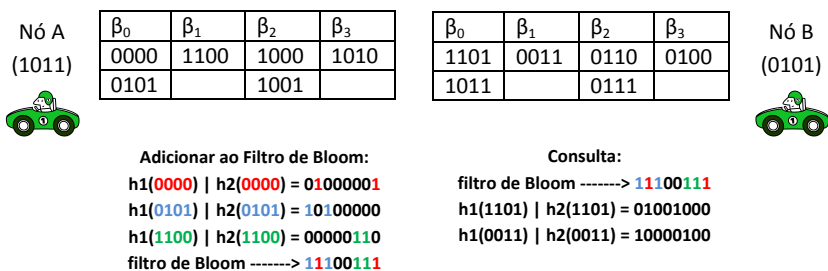 Nó A
(1011)
β0 β1 β2 β3
0000 1100 1000 1010
0101 1001
β0 β1 β2 β3
1101 0011 0110 0100
1011 0111
Nó B
(0101)
Adicionar ao Filtro de Bloom:
h1(0000) | h2(0000) = 01000001
h1(0101) | h2(0101) = 10100000
h1(1100) | h2(1100) = 00000110
filtro de Bloom -------> 11100111
Consulta:
filtro de Bloom -------> 11100111
h1(1101) | h2(1101) = 01001000
h1(0011) | h2(0011) = 10000100